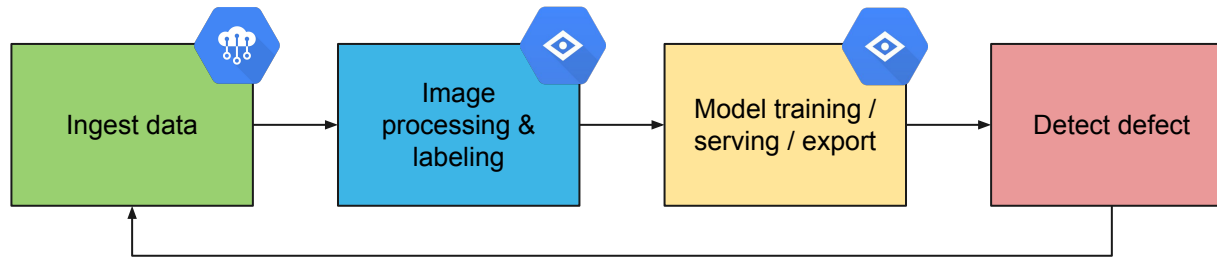 Ingest data
Image
processing &
labeling
Model training /
serving / export
Detect defect